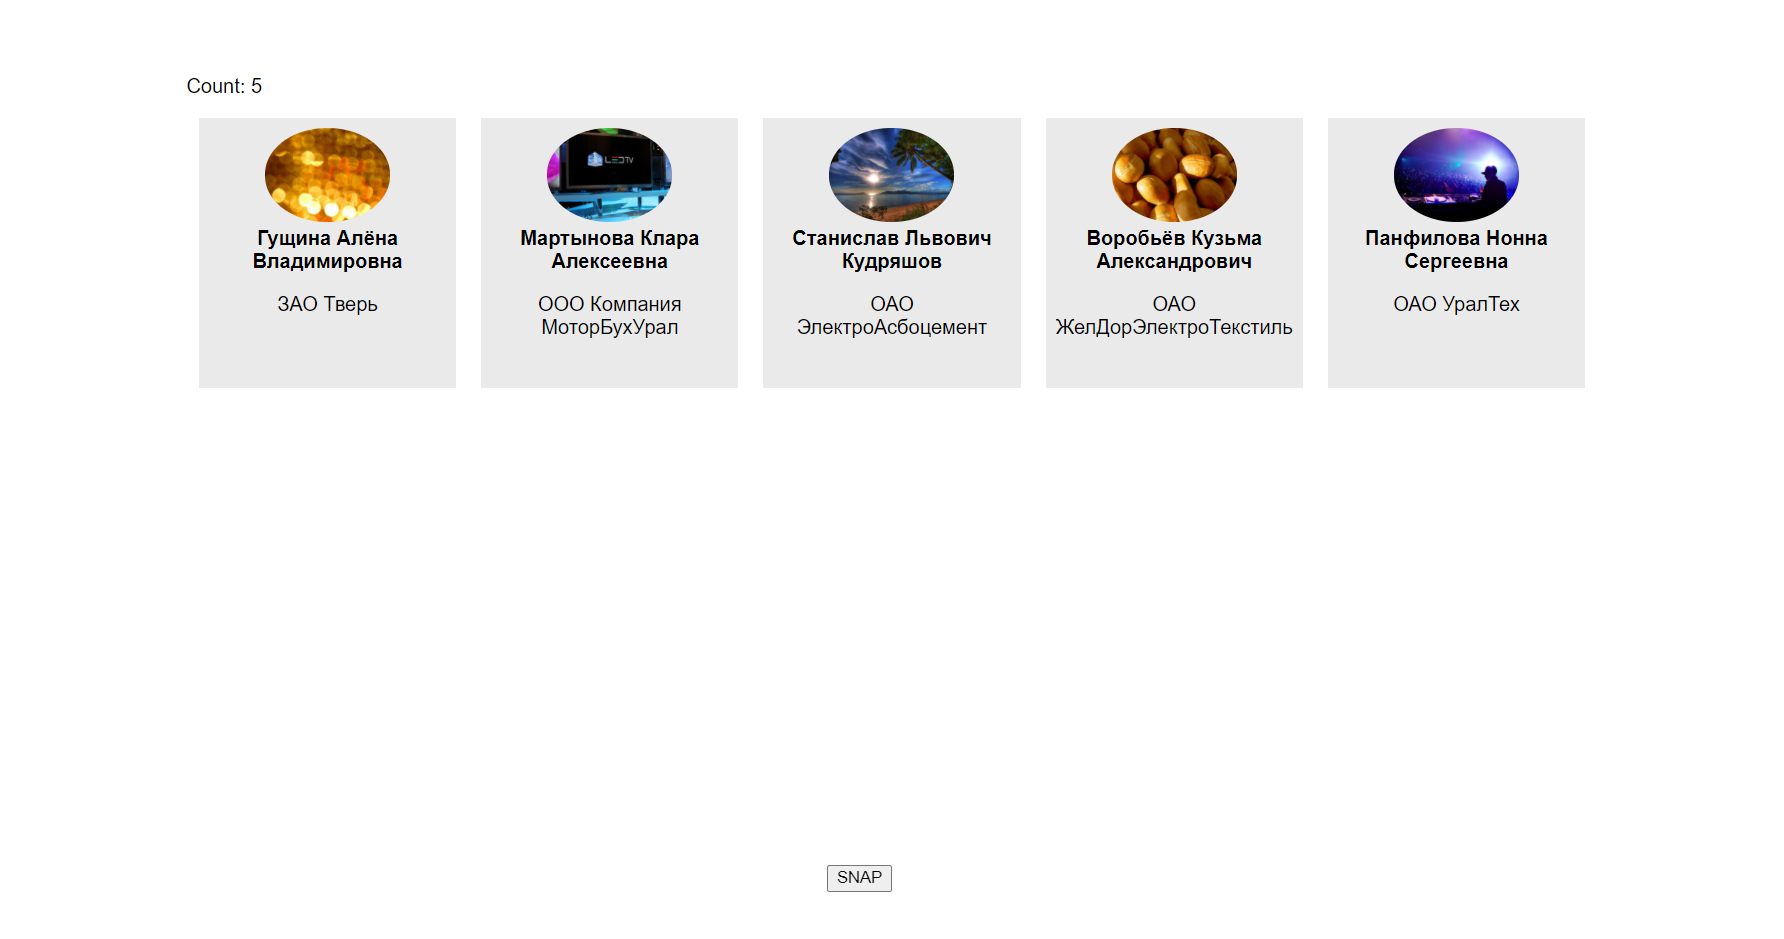 Count: 5
LEDTV
Гущина Алёна
Владимировна
ЗАО Тверь
Мартынова Клара
Алексеевна
ООО Компания
МоторБухУрал
Станислав Львович
Кудряшов
ОАО
ЭлектроАсбоцемент
Воробьёв Кузьма
Александрович
ОАО
ЖелДорЭлектроТекстиль
Панфилова Нонна
Сергеевна
ОАО УралТех
SNAP